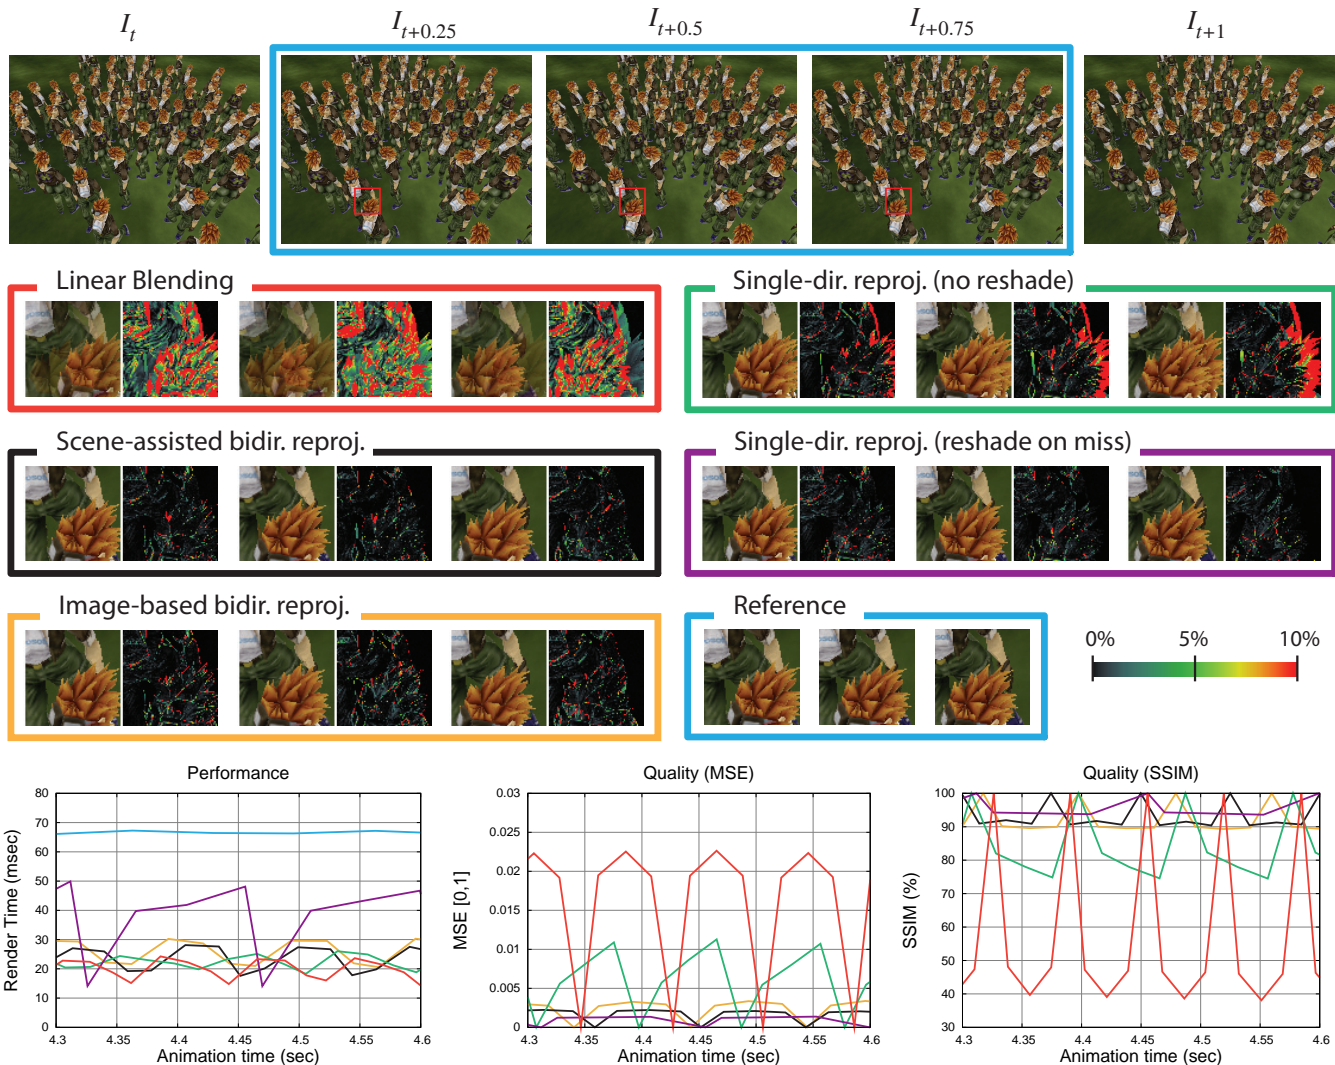 I_t
I_{t+0.25}
I_{t+0.5}
I_{t+0.75}
I_{t+1}
Linear Blending
Single-dir. reproj. (no reshade)
Scene-assisted bidir. reproj.
Single-dir. reproj. (reshade on miss)
Image-based bidir. reproj.
Reference
0% 5% 10%
Performance
80
70
60
50
40
30
20
10
0
Render Time (msec)
4.3 4.35 4.4 4.45 4.5 4.55 4.6
Animation time (sec)
Quality (MSE)
0.03
0.025
0.02
0.015
0.01
0.005
0
MSE [0,1]
4.3 4.35 4.4 4.45 4.5 4.55 4.6
Animation time (sec)
Quality (SSIM)
100
90
80
70
60
50
40
30
SSIM (%)
4.3 4.35 4.4 4.45 4.5 4.55 4.6
Animation time (sec)